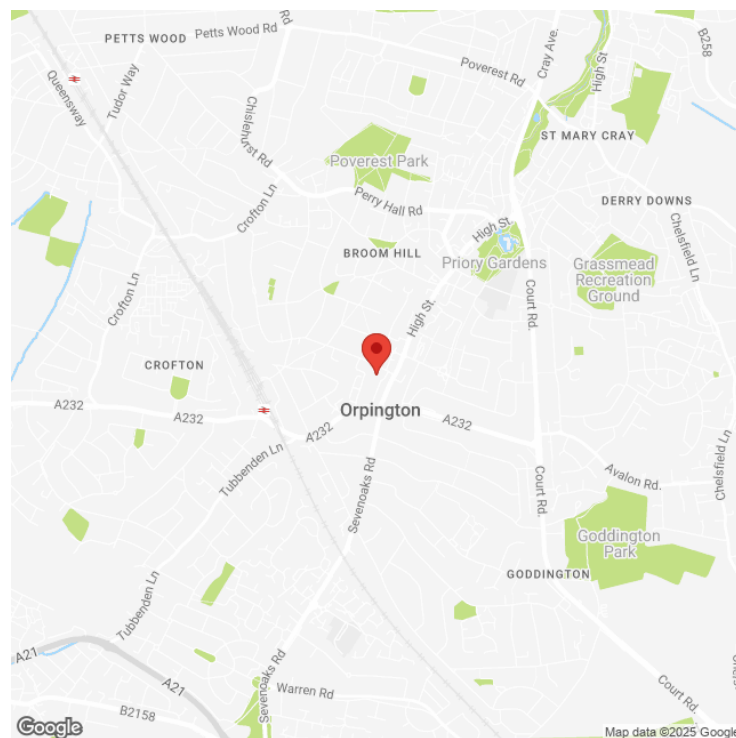 PETTS WOOD
Petts Wood Rd
Rd
Cray Ave.
B258
High St
Poverest Rd
Queensway
Tudor Way
Chislehurst Rd
ST MARY CRAY
Poverest Park
Crofton Ln
Perry Hall Rd
DERRY DOWNS
Chelsfield Ln
High St.
BROOM HILL
Priory Gardens
Grassmead
Recreation
Ground
Crofton Ln
Court Rd.
High St.
CROFTON
A232
A232
Orpington
A232
A232
Tubbenden Ln
Chelsfield Ln
Avalon Rd.
Sevenoaks Rd
Court Rd.
Goddington
Park
GODDINGTON
Tubbenden Ln
A21
A21
Sevenoaks Rd
Warren Rd
Court Rd.
B2158
Google
Map data ©2025 Google